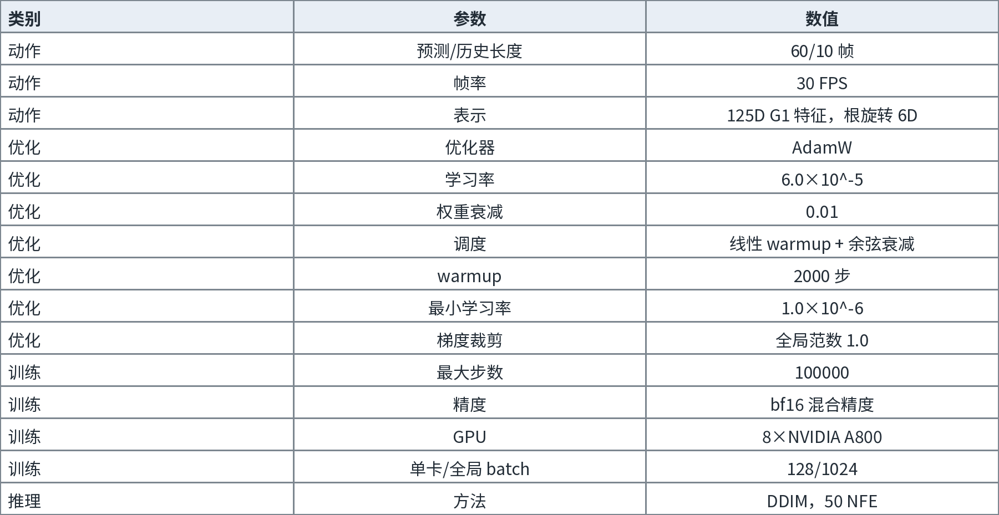 类别 参数 数值
动作 预测/历史长度 60/10 帧
动作 帧率 30 FPS
动作 表示 125D G1 特征，根旋转 6D
优化 优化器 AdamW
优化 学习率 6.0×10^-5
优化 权重衰减 0.01
优化 调度 线性 warmup + 余弦衰减
优化 warmup 2000 步
优化 最小学习率 1.0×10^-6
优化 梯度裁剪 全局范数 1.0
训练 最大步数 100000
训练 精度 bf16 混合精度
训练 GPU 8×NVIDIA A800
训练 单卡/全局 batch 128/1024
推理 方法 DDIM，50 NFE